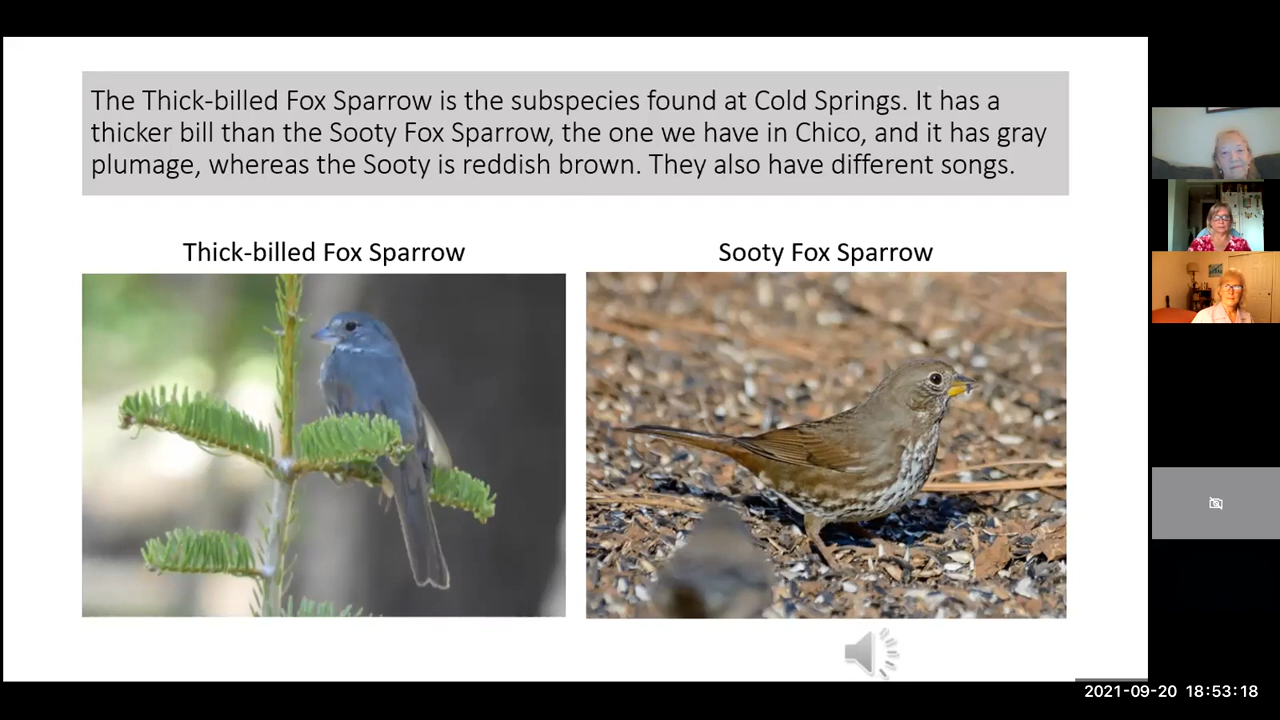 The Thick-billed Fox Sparrow is the subspecies found at Cold Springs. It has a
thicker bill than the Sooty Fox Sparrow, the one we have in Chico, and it has gray
plumage, whereas the Sooty is reddish brown. They also have different songs.
Thick-billed Fox Sparrow
Sooty Fox Sparrow
2021-09-20 18:53:18